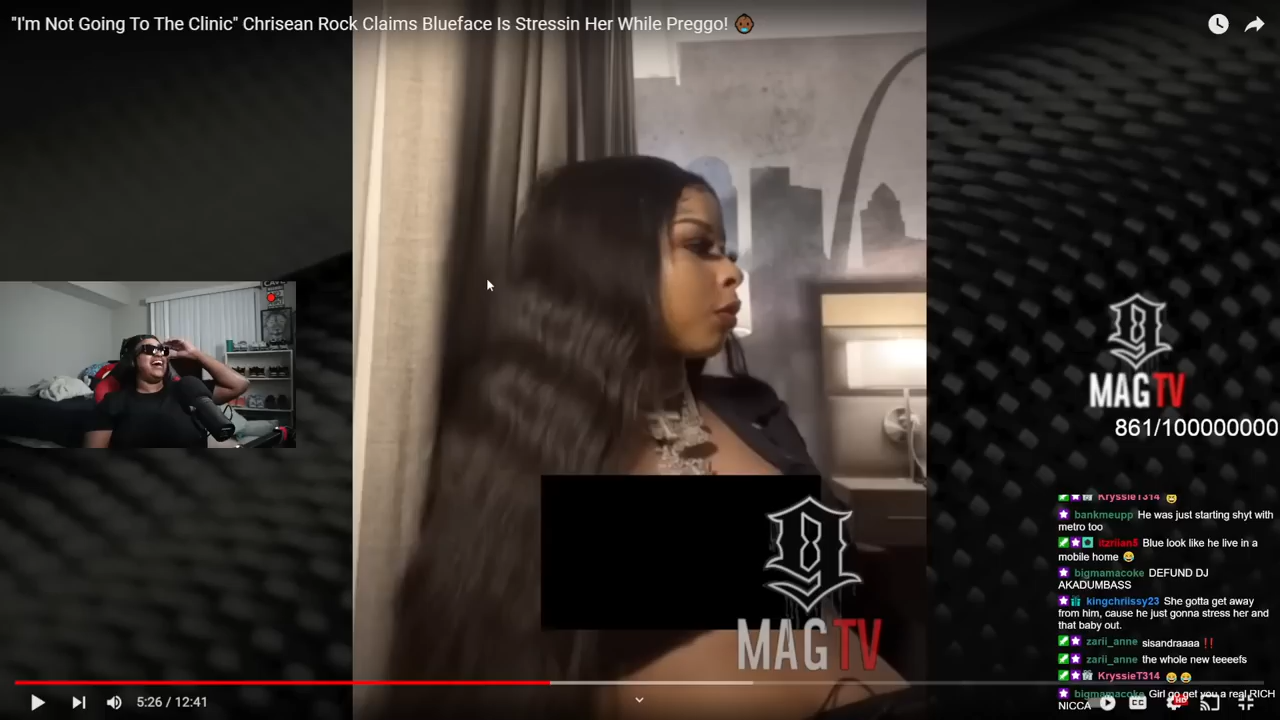 "I'm Not Going To The Clinic" Chrisean Rock Claims Blueface Is Stressin Her While Preggo!
MAGTV
861/100000000
KryssieT314
bankmeupp He was just starting shyt with
metro too
itzriian5 Blue look like he live in a
mobile home
bigmamacoke DEFUND DJ
AKADUMBASS
kingchriissy23 She gotta get away
from him, cause he just gonna stress her and
that baby out.
zarii_anne sisandraaaa
zarii_anne the whole new teeeefs
KryssieT314
bigmamacoke Girl go get you a real RICH
NICCA
MAGTV
5:26 / 12:41
CC
HD